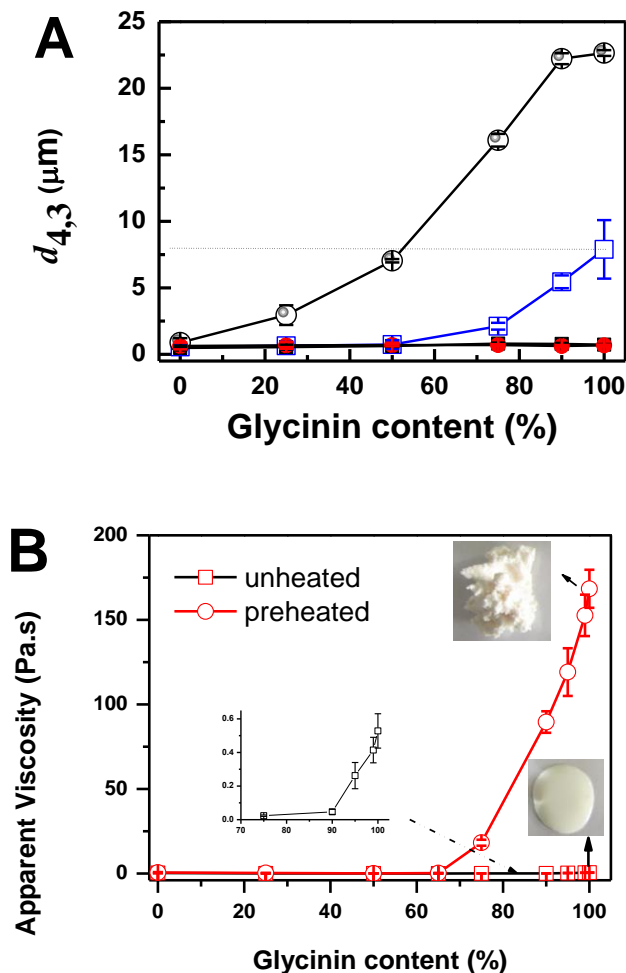 A
25
20
15
10
5
0
d4,3 (μm)
0 20 40 60 80 100
Glycinin content (%)
B
200
150
100
50
0
Apparent Viscosity (Pa.s)
unheated
preheated
0.6
0.4
0.2
0.0
70 80 90 100
0 20 40 60 80 100
Glycinin content (%)